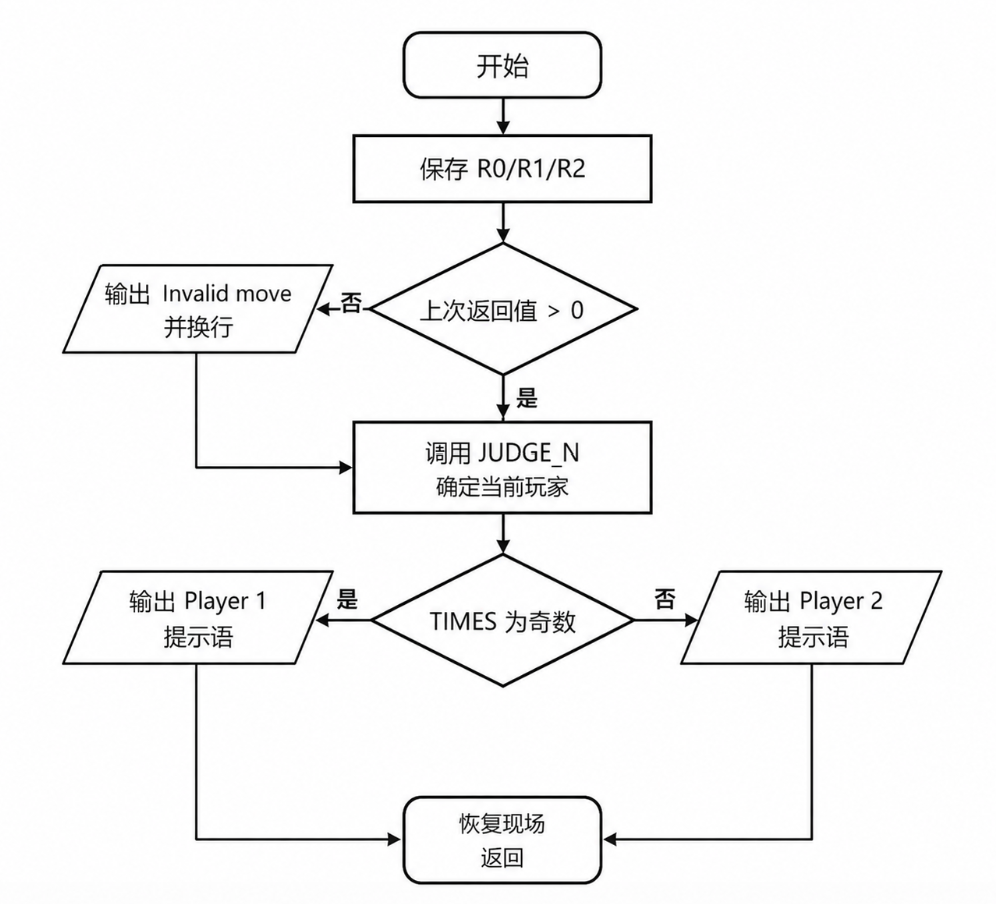 开始
保存 R0/R1/R2
上次返回值 > 0
否
输出 Invalid move
并换行
是
调用 JUDGE_N
确定当前玩家
TIMES 为奇数
是
输出 Player 1
提示语
否
输出 Player 2
提示语
恢复现场
返回